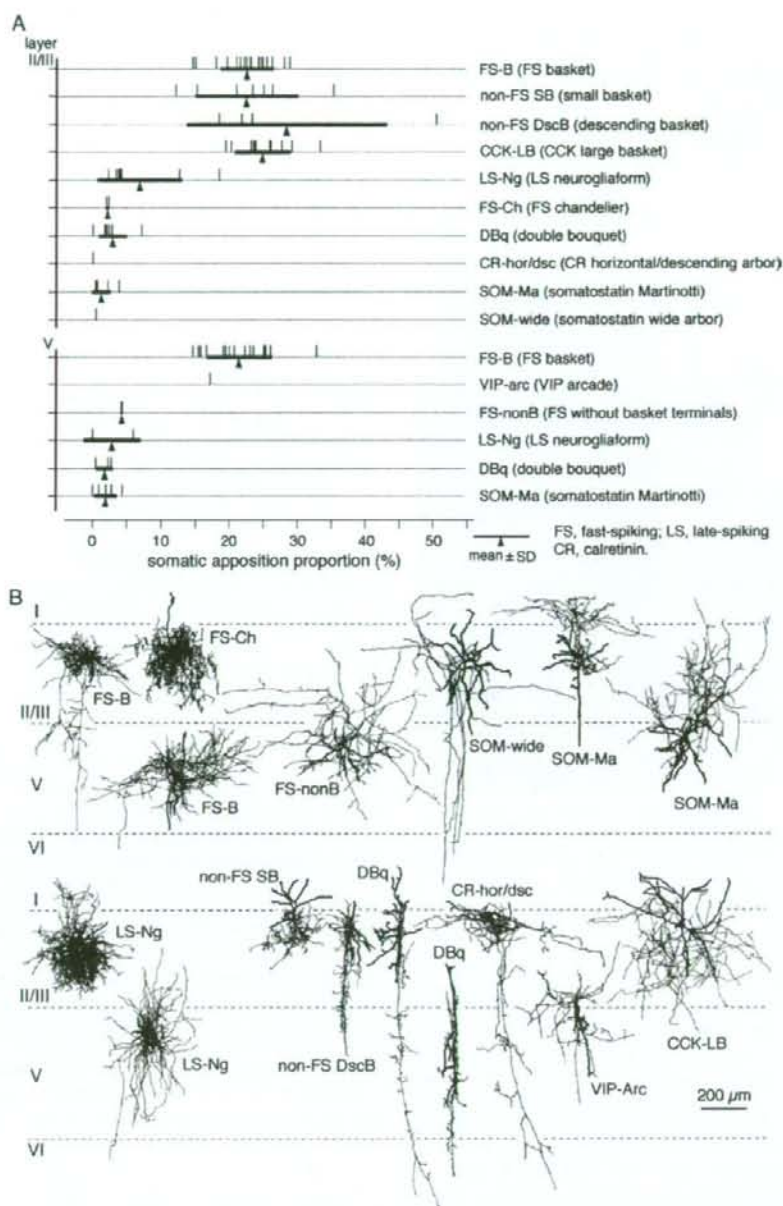 A
layer
II/III
FS-B (FS basket)
non-FS SB (small basket)
non-FS DscB (descending basket)
CCK-LB (CCK large basket)
LS-Ng (LS neurogliaform)
FS-Ch (FS chandelier)
DBq (double bouquet)
CR-hor/dsc (CR horizontal/descending arbor)
SOM-Ma (somatostatin Martinotti)
SOM-wide (somatostatin wide arbor)
V
FS-B (FS basket)
VIP-arc (VIP arcade)
FS-nonB (FS without basket terminals)
LS-Ng (LS neurogliaform)
DBq (double bouquet)
SOM-Ma (somatostatin Martinotti)
0 10 20 30 40 50
somatic apposition proportion (%)
mean ± SD
FS, fast-spiking; LS, late-spiking
CR, calretinin.
B
I
FS-Ch
FS-B
II/III
SOM-wide
SOM-Ma
V
FS-B
FS-nonB
SOM-Ma
VI
non-FS SB
DBq
CR-hor/dsc
I
LS-Ng
DBq
II/III
LS-Ng
non-FS DscB
CCK-LB
V
VIP-Arc
200 µm
VI